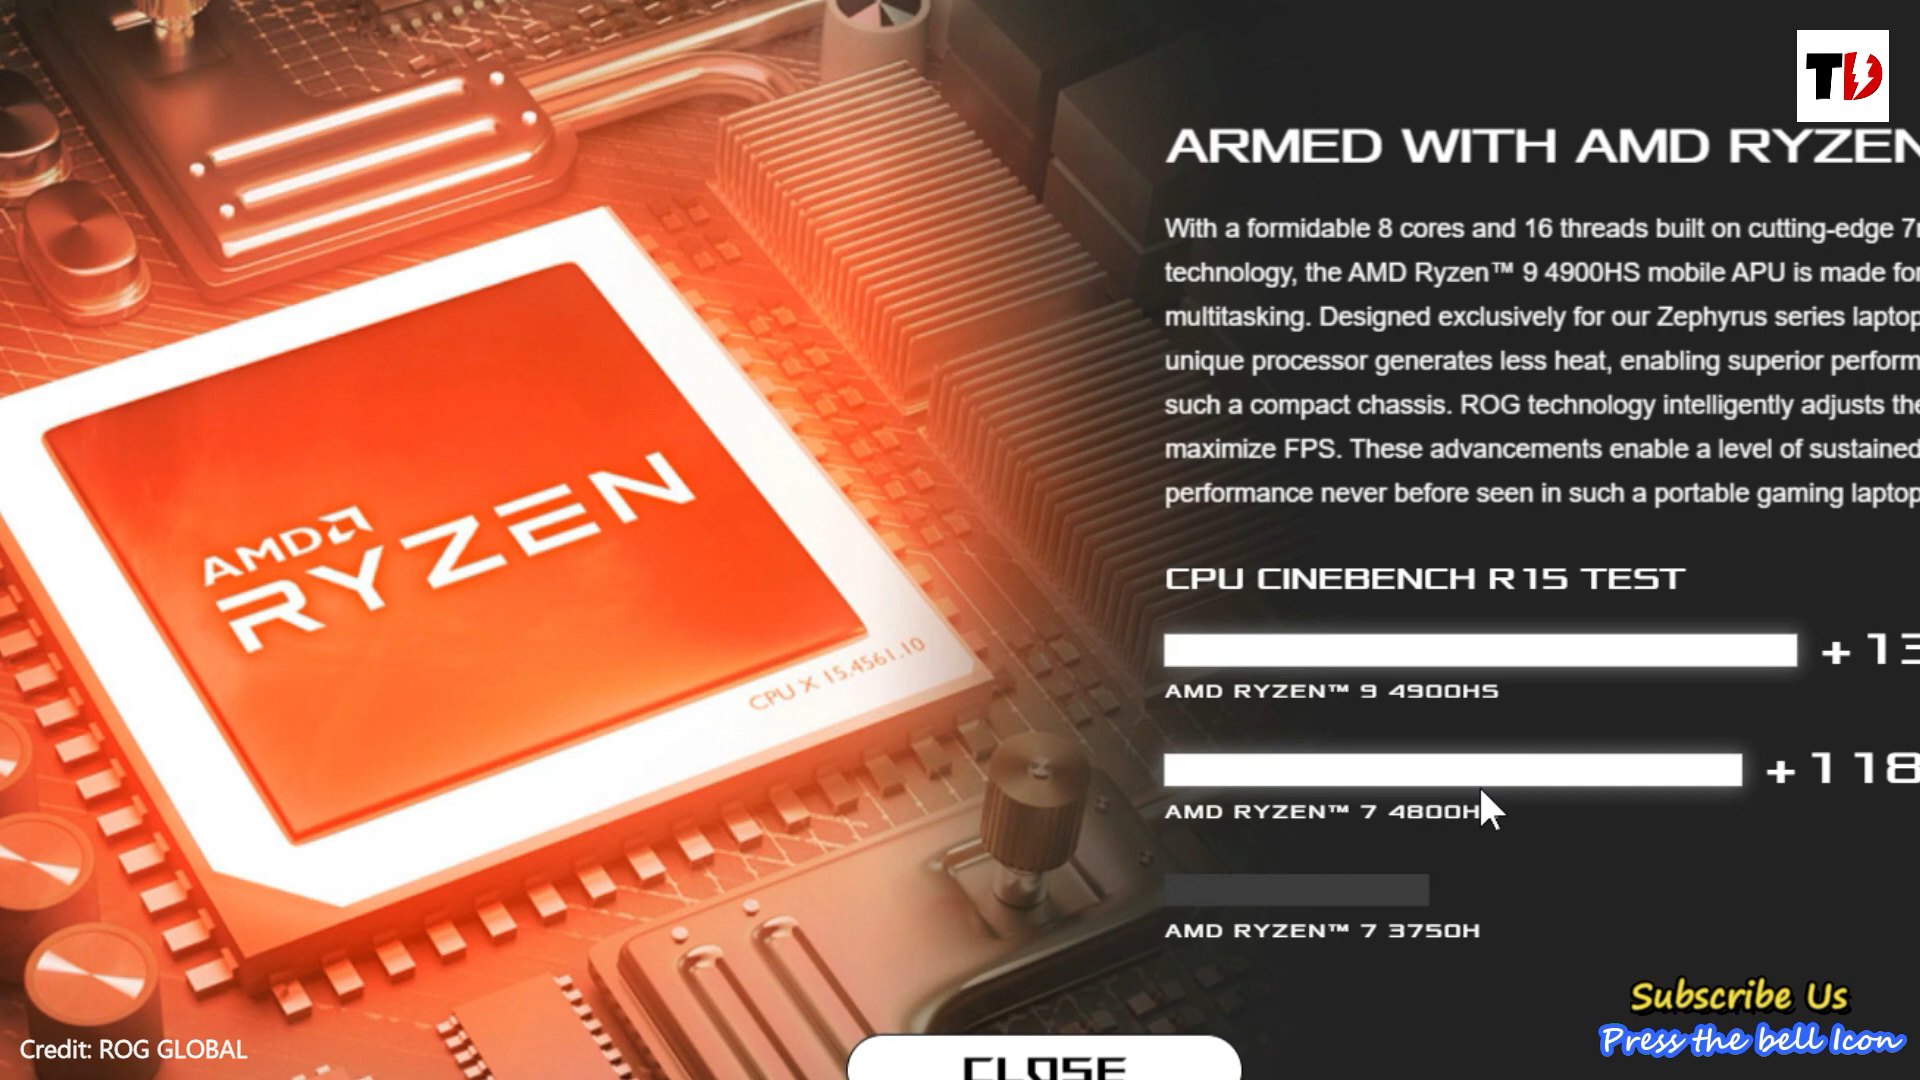 TD
ARMED WITH AMD RYZEN
With a formidable 8 cores and 16 threads built on cutting-edge
technology, the AMD Ryzen™ 9 4900HS mobile APU is made for
multitasking. Designed exclusively for our Zephyrus series
unique processor generates less heat, enabling superior
such a compact chassis. ROG technology intelligently adjusts the
maximize FPS. These advancements enable a level of sustained
performance never before seen in such a portable gaming laptop
AMD
RYZEN
CPU X 15.4561.10
CPU CINEBENCH R15 TEST
AMD RYZEN™ 9 4900HS
AMD RYZEN™ 7 4800H
AMD RYZEN™ 7 3750H
Subscribe Us
Press the bell Icon
Credit: ROG GLOBAL
CLOSE